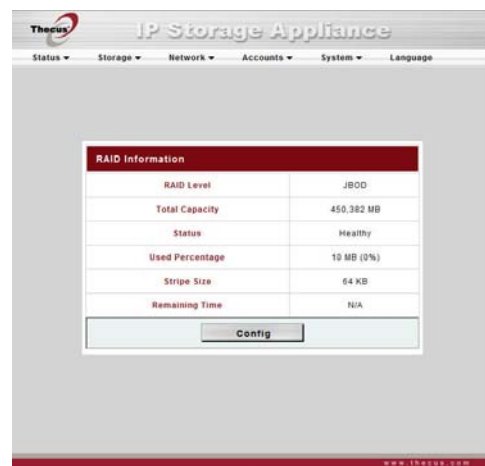 Thecus
IP Storage Appliance
Status Storage Network Accounts System Language
RAID Information
RAID Level JBOD
Total Capacity 450,382 MB
Status Healthy
Used Percentage 10 MB (0%)
Stripe Size 64 KB
Remaining Time N/A
Config
www.thecus.com